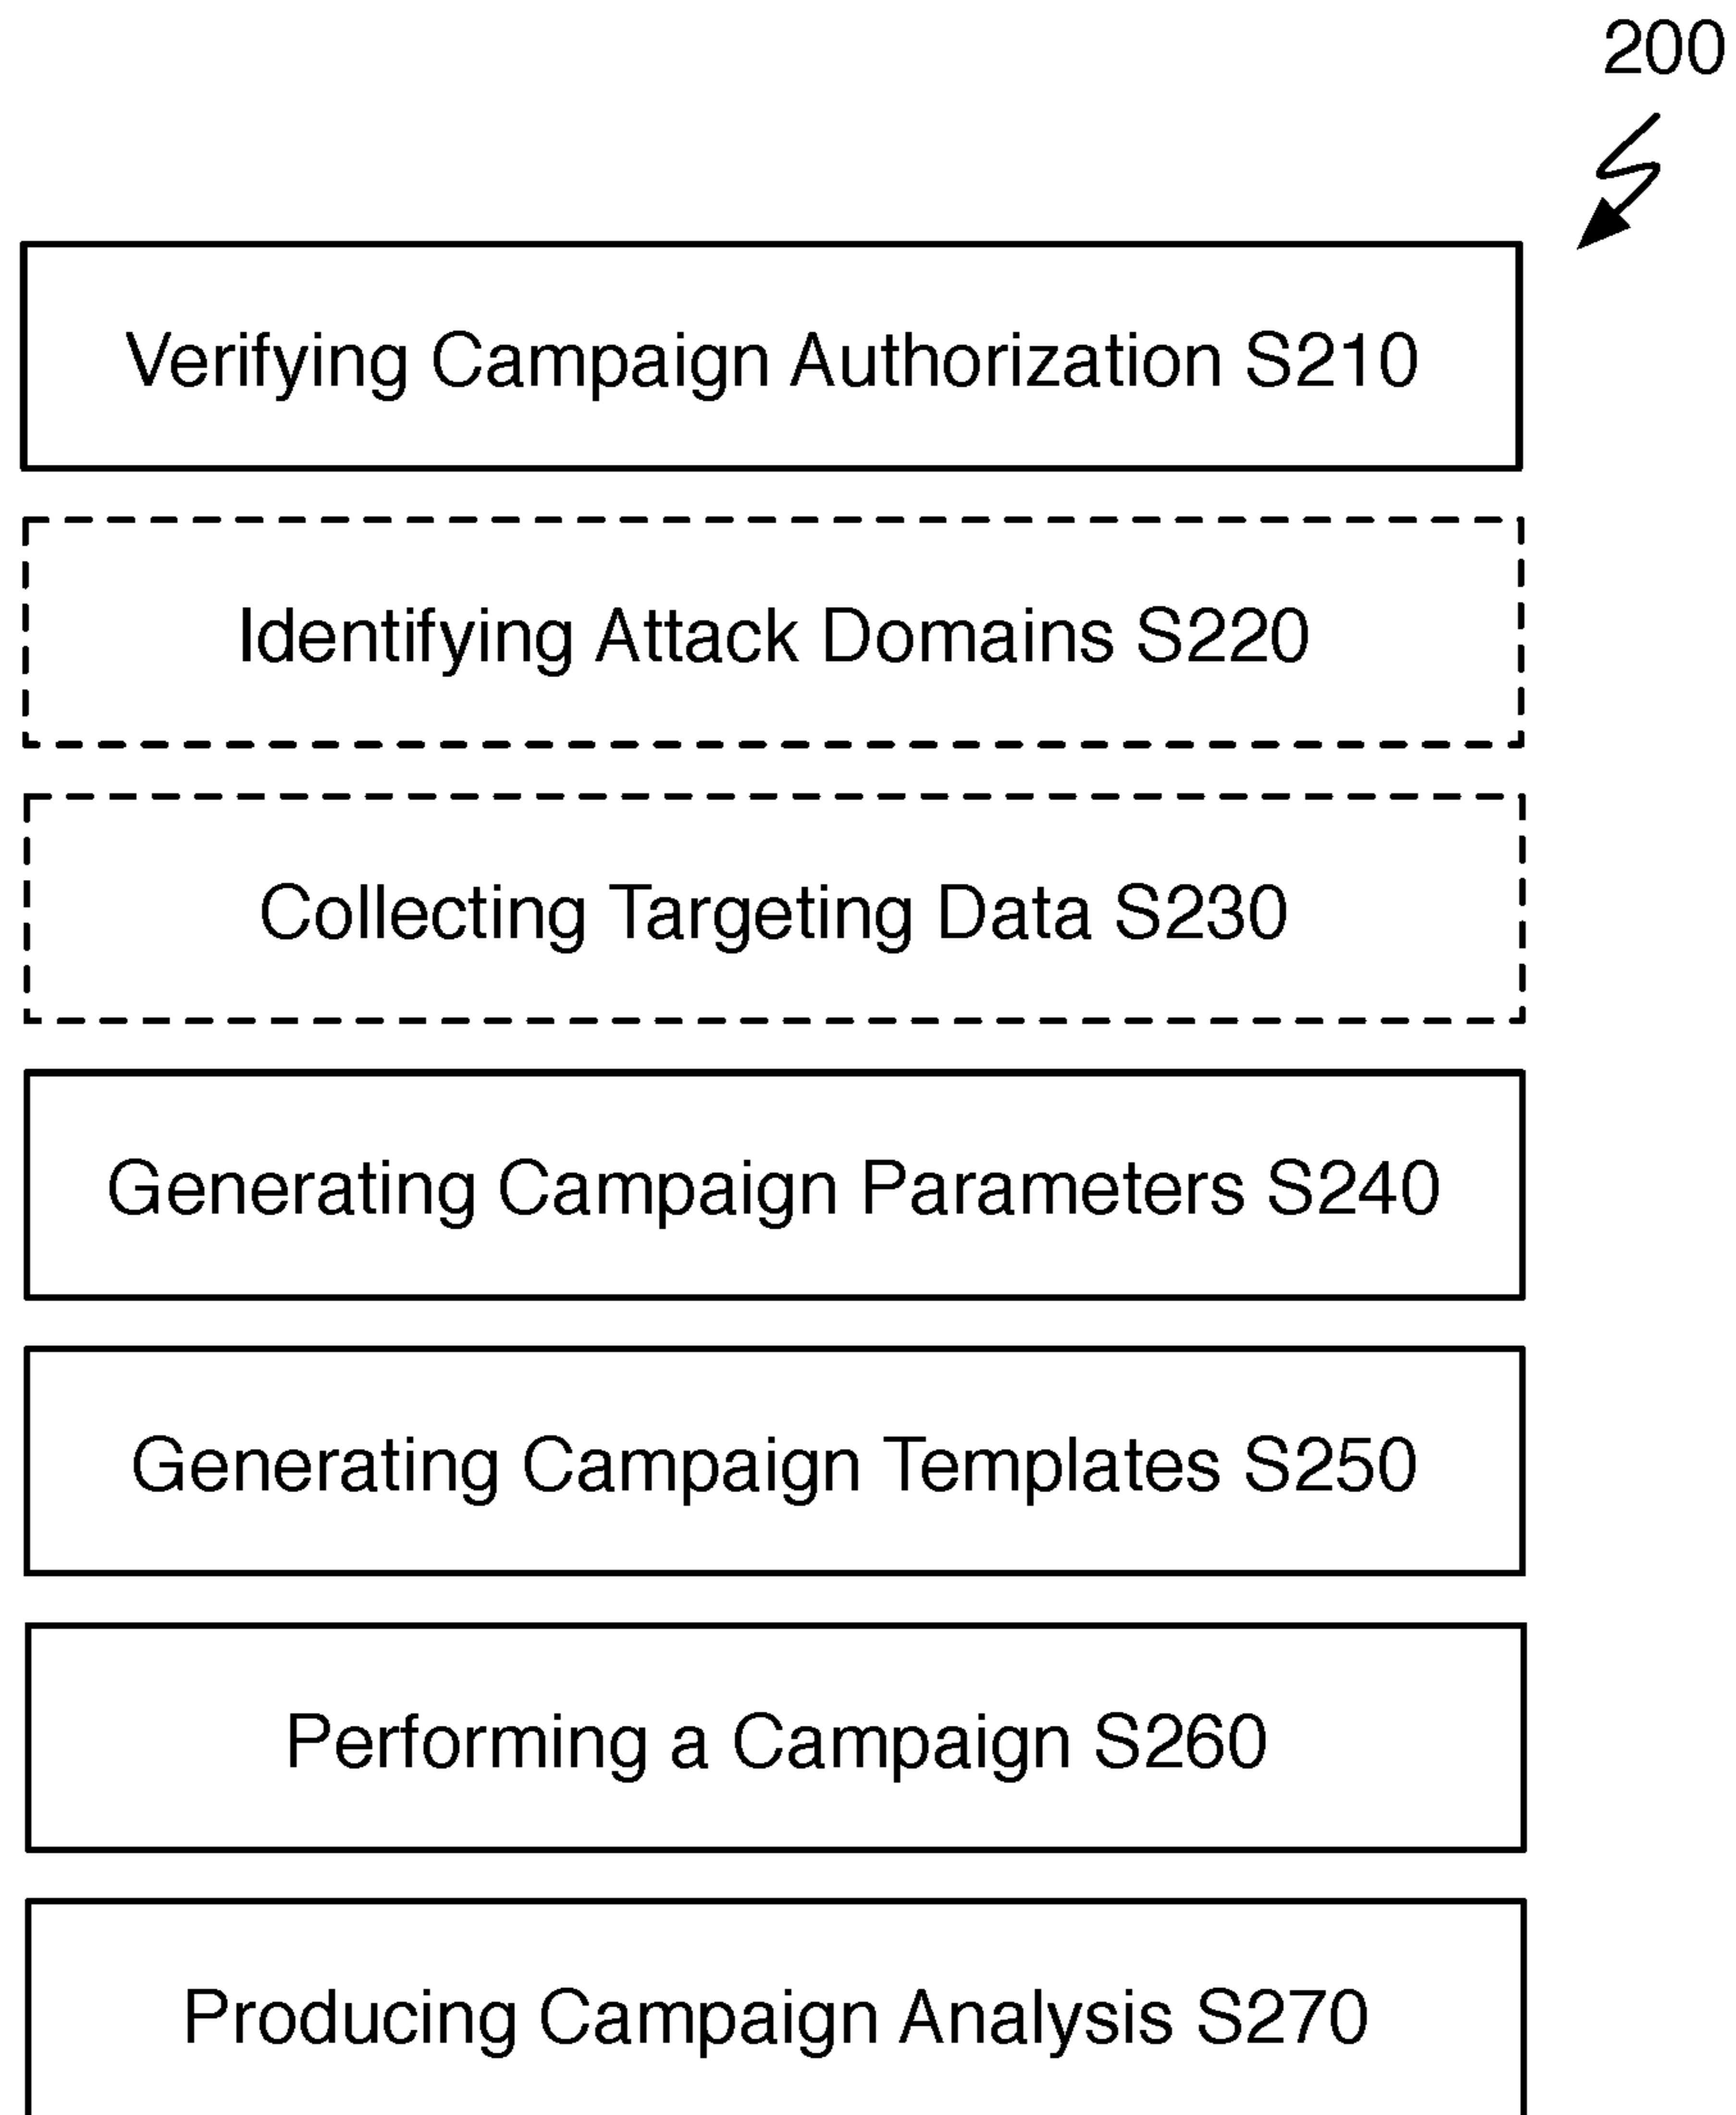 200
Verifying Campaign Authorization S210
Identifying Attack Domains S220
Collecting Targeting Data S230
Generating Campaign Parameters S240
Generating Campaign Templates S250
Performing a Campaign S260
Producing Campaign Analysis S270